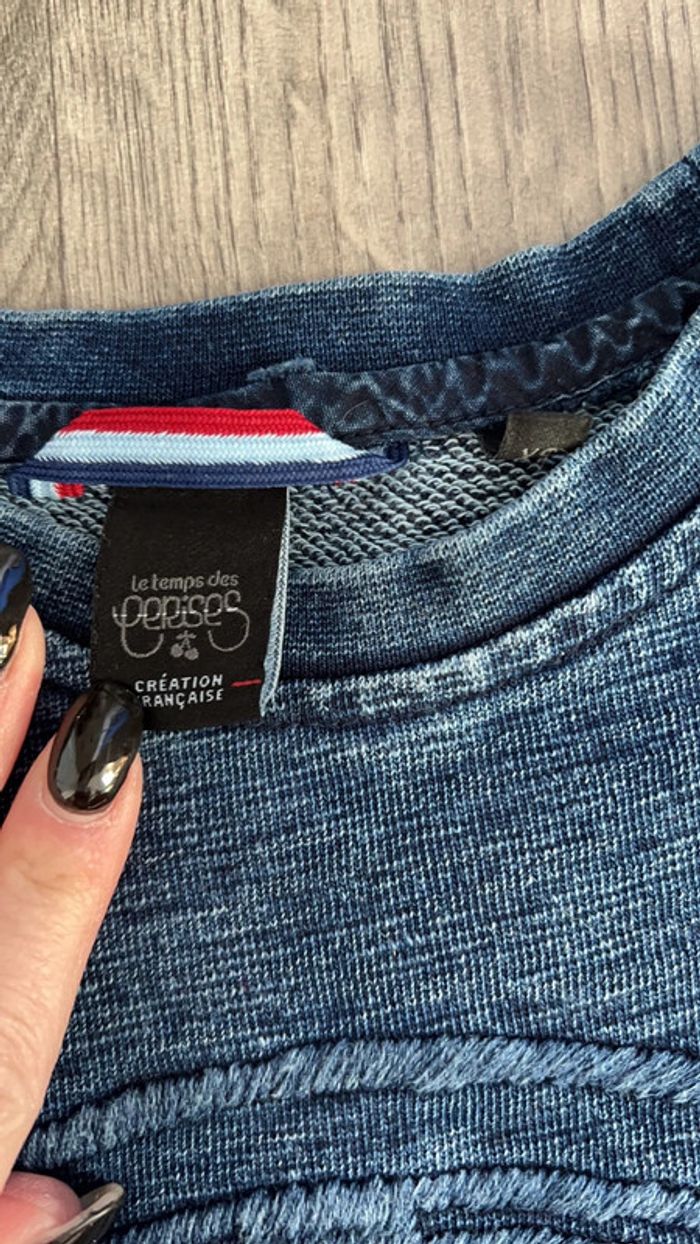 Le temps des
cerises
CRÉATION
FRANÇAISE